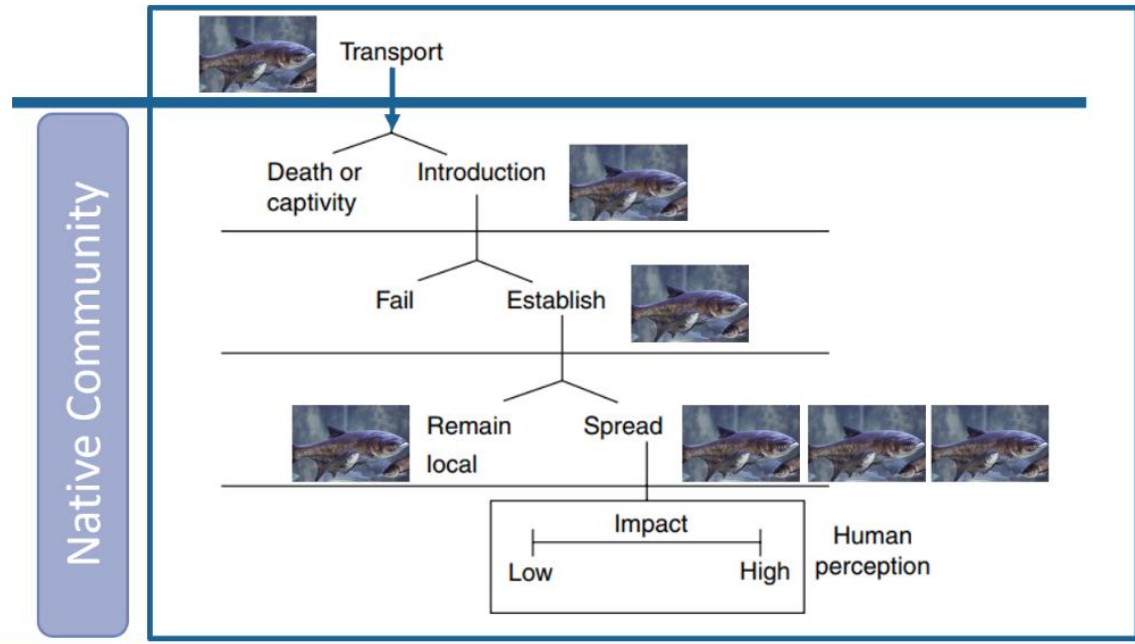 Transport
Native Community
Death or
captivity
Introduction
Fail
Establish
Remain
local
Spread
Impact
Low
High
Human
perception